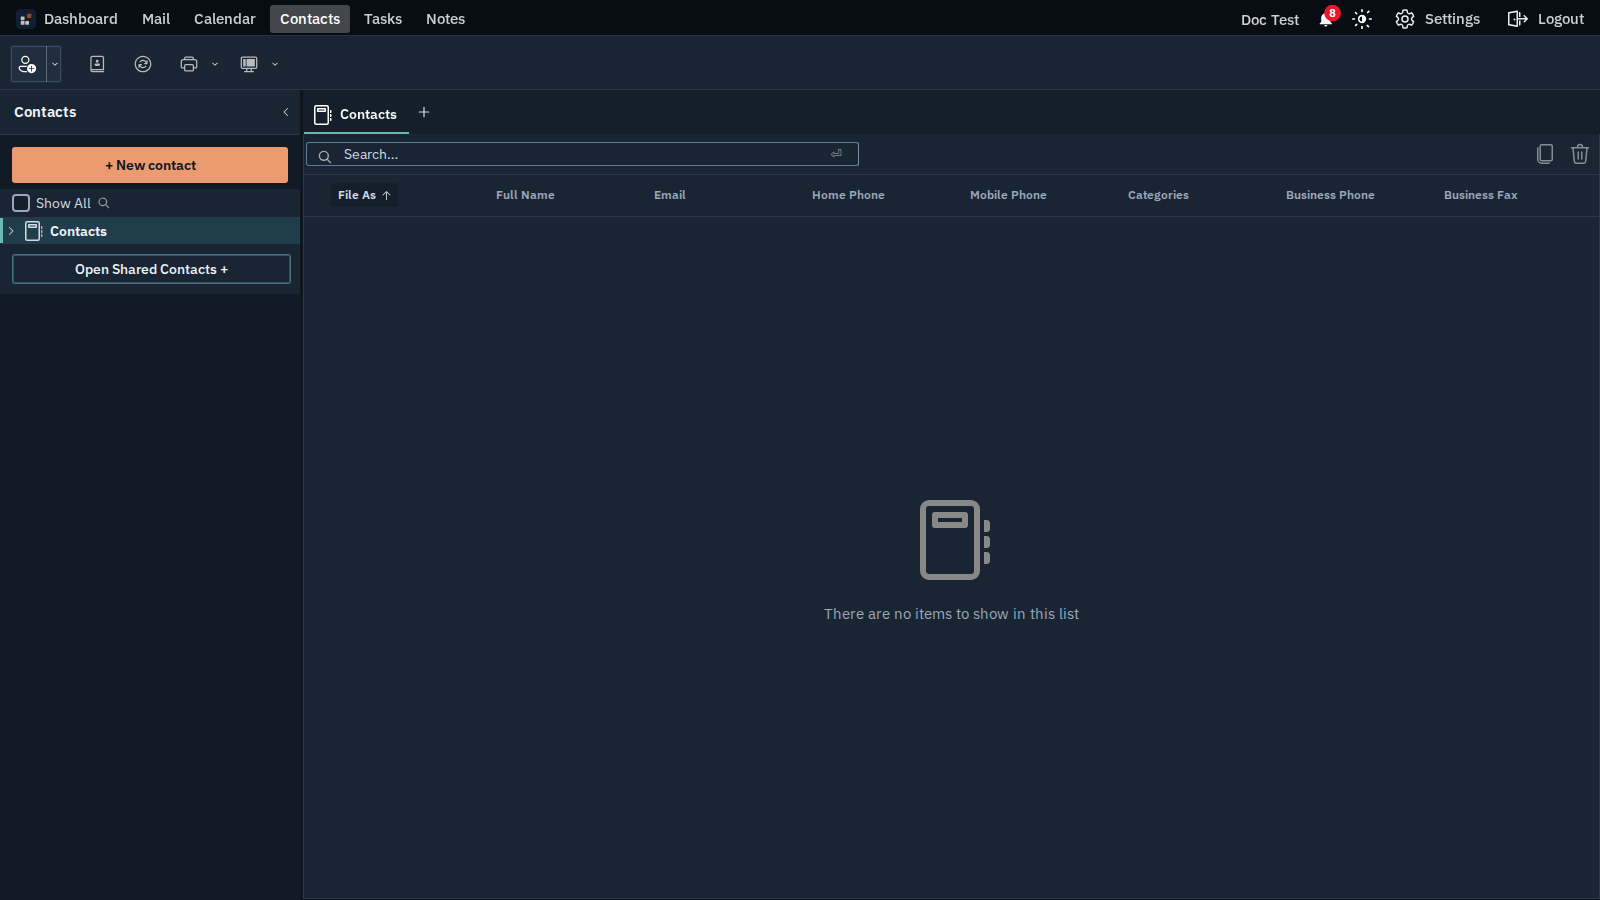 Dashboard Mail Calendar Contacts Tasks Notes Doc Test 8 Settings Logout
Contacts
Contacts
+ New contact
Search...
Show All
File As Full Name Email Home Phone Mobile Phone Categories Business Phone Business Fax
Contacts
Open Shared Contacts +
There are no items to show in this list